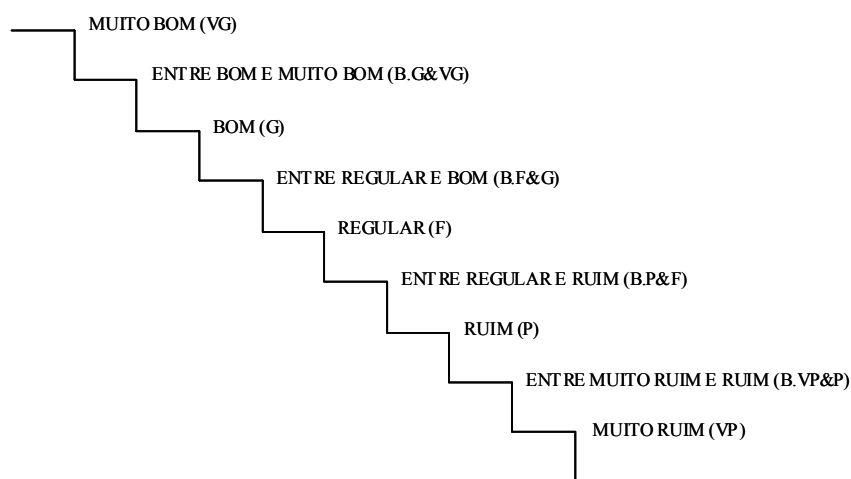 MUITO BOM (VG)
ENTRE BOM E MUITO BOM (B.G&VG)
BOM (G)
ENTRE REGULAR E BOM (B.F&G)
REGULAR (F)
ENTRE REGULAR E RUIM (B.P&F)
RUIM (P)
ENTRE MUITO RUIM E RUIM (B.VP&P)
MUITO RUIM (VP)